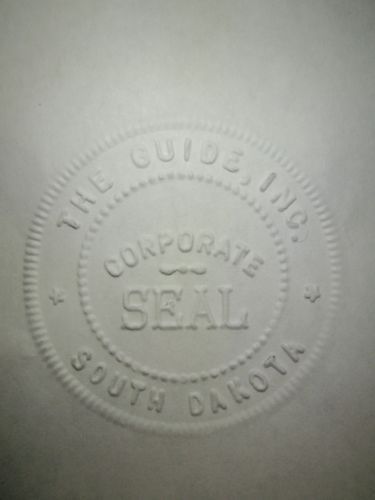 THE GUIDE, INC.
CORPORATE
SEAL
SOUTH DAKOTA